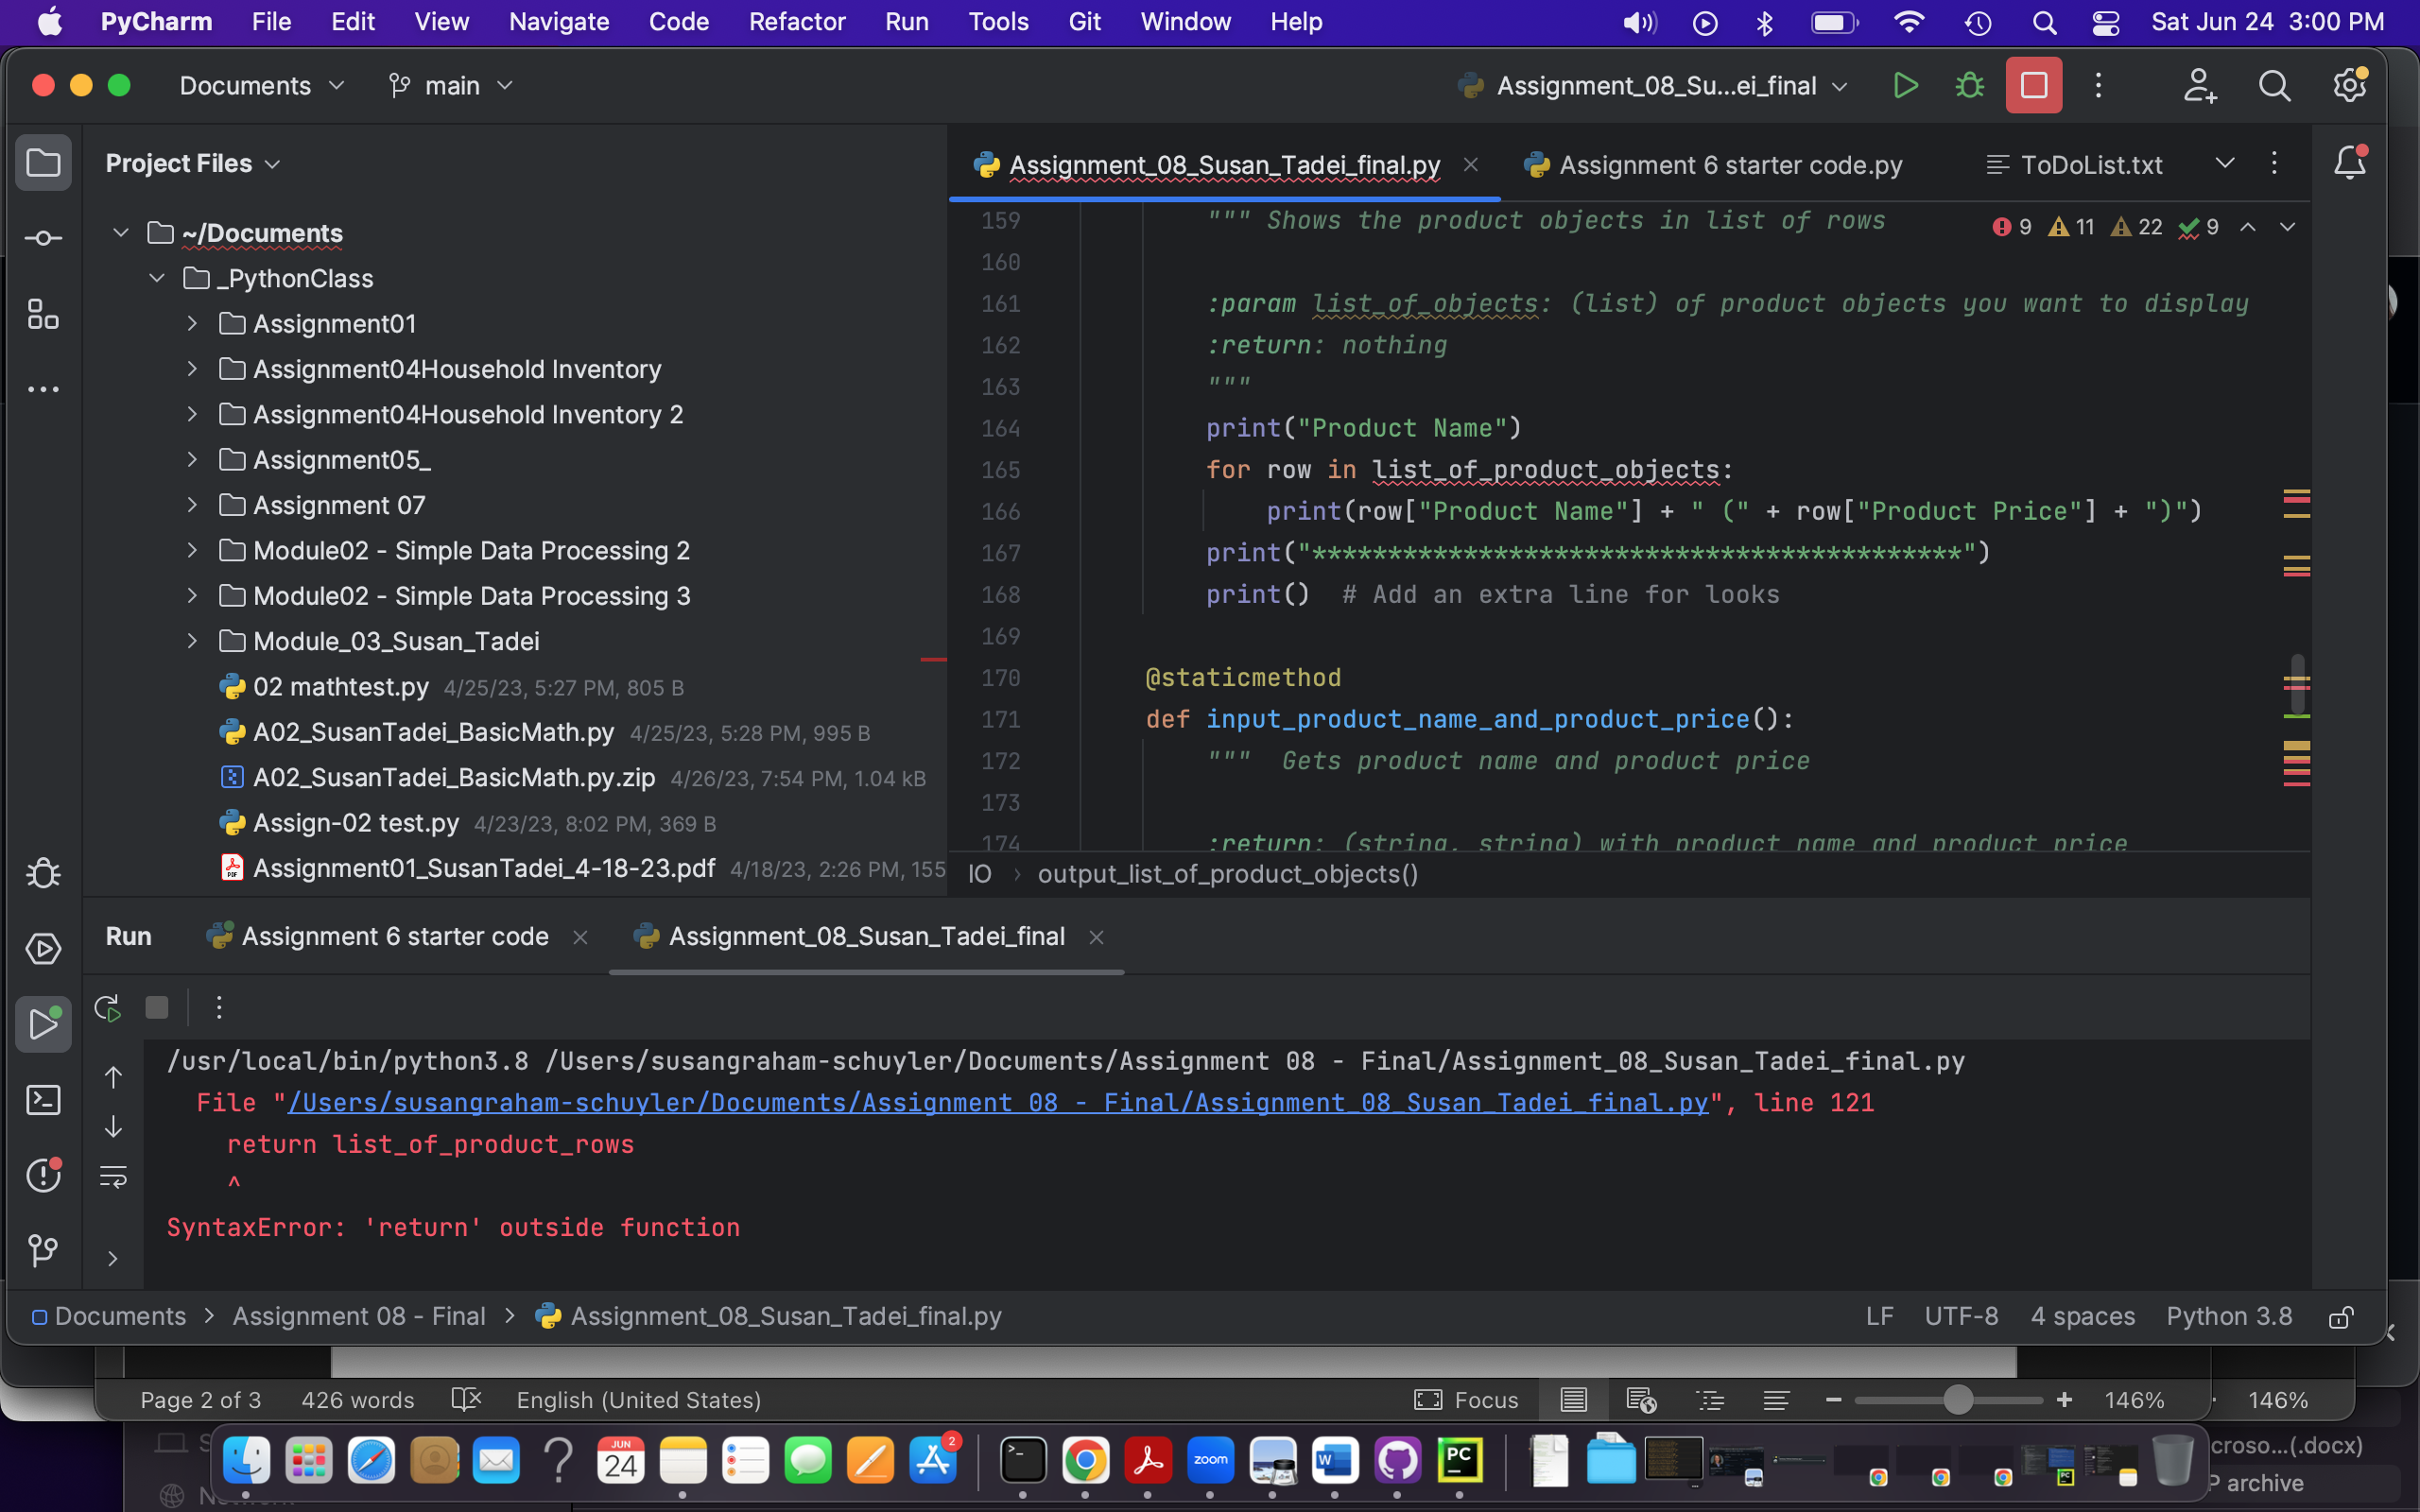 PyCharm File Edit View Navigate Code Refactor Run Tools Git Window Help Sat Jun 24 3:00 PM
Documents main Assignment_08_Su...ei_final
Project Files
~/Documents
_PythonClass
Assignment01
Assignment04Household Inventory
Assignment04Household Inventory 2
Assignment05_
Assignment 07
Module02 - Simple Data Processing 2
Module02 - Simple Data Processing 3
Module_03_Susan_Tadei
02 mathtest.py 4/25/23, 5:27 PM, 805 B
A02_SusanTadei_BasicMath.py 4/25/23, 5:28 PM, 995 B
A02_SusanTadei_BasicMath.py.zip 4/26/23, 7:54 PM, 1.04 kB
Assign-02 test.py 4/23/23, 8:02 PM, 369 B
Assignment01_SusanTadei_4-18-23.pdf 4/18/23, 2:26 PM, 155
Assignment_08_Susan_Tadei_final.py Assignment 6 starter code.py ToDoList.txt
9 11 22 9
159 """ Shows the product objects in list of rows
160
161 :param list_of_objects: (list) of product objects you want to display
162 :return: nothing
163 """
164 print("Product Name")
165 for row in list_of_product_objects:
166 print(row["Product Name"] + " (" + row["Product Price"] + ")")
167 print("*******************************************")
168 print() # Add an extra line for looks
169
170 @staticmethod
171 def input_product_name_and_product_price():
172 """ Gets product name and product price
173
174 :return: (string, string) with product name and product price
IO › output_list_of_product_objects()
Run Assignment 6 starter code Assignment_08_Susan_Tadei_final
/usr/local/bin/python3.8 /Users/susangraham-schuyler/Documents/Assignment 08 - Final/Assignment_08_Susan_Tadei_final.py
File "/Users/susangraham-schuyler/Documents/Assignment 08 - Final/Assignment_08_Susan_Tadei_final.py", line 121
return list_of_product_rows
^
SyntaxError: 'return' outside function
Documents > Assignment 08 - Final > Assignment_08_Susan_Tadei_final.py LF UTF-8 4 spaces Python 3.8
Page 2 of 3 426 words English (United States) Focus 146% 146%
JUN
24
2
zoom
W
PC
croso...(.docx)
P archive